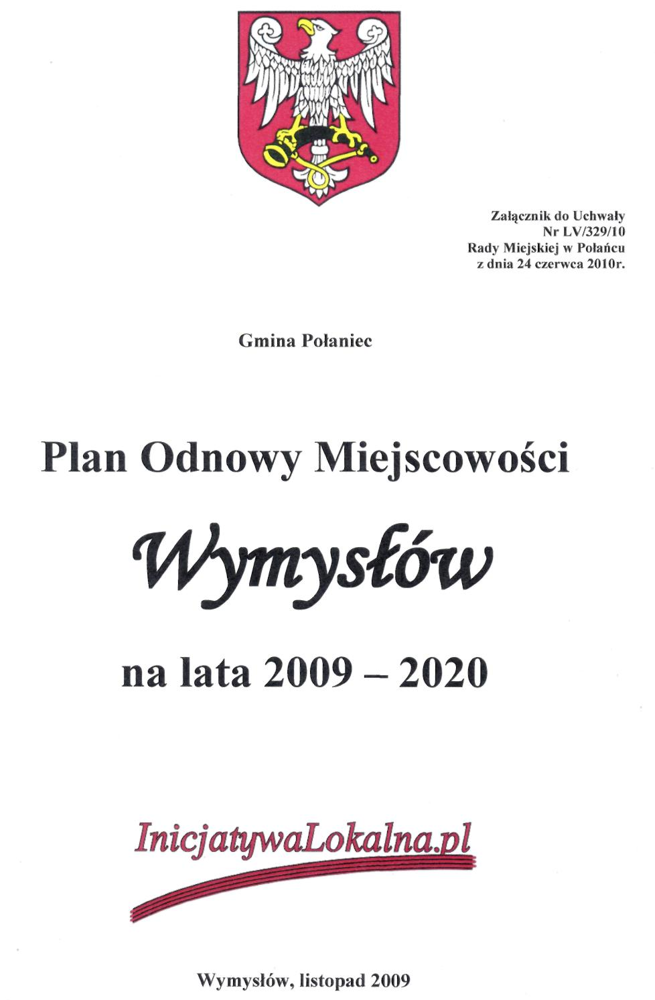 Załącznik do Uchwały
Nr LV/329/10
Rady Miejskiej w Połańcu
z dnia 24 czerwca 2010r.
Gmina Połaniec
Plan Odnowy Miejscowości
Wymysłów
na lata 2009 – 2020
InicjatywaLokalna.pl
Wymysłów, listopad 2009